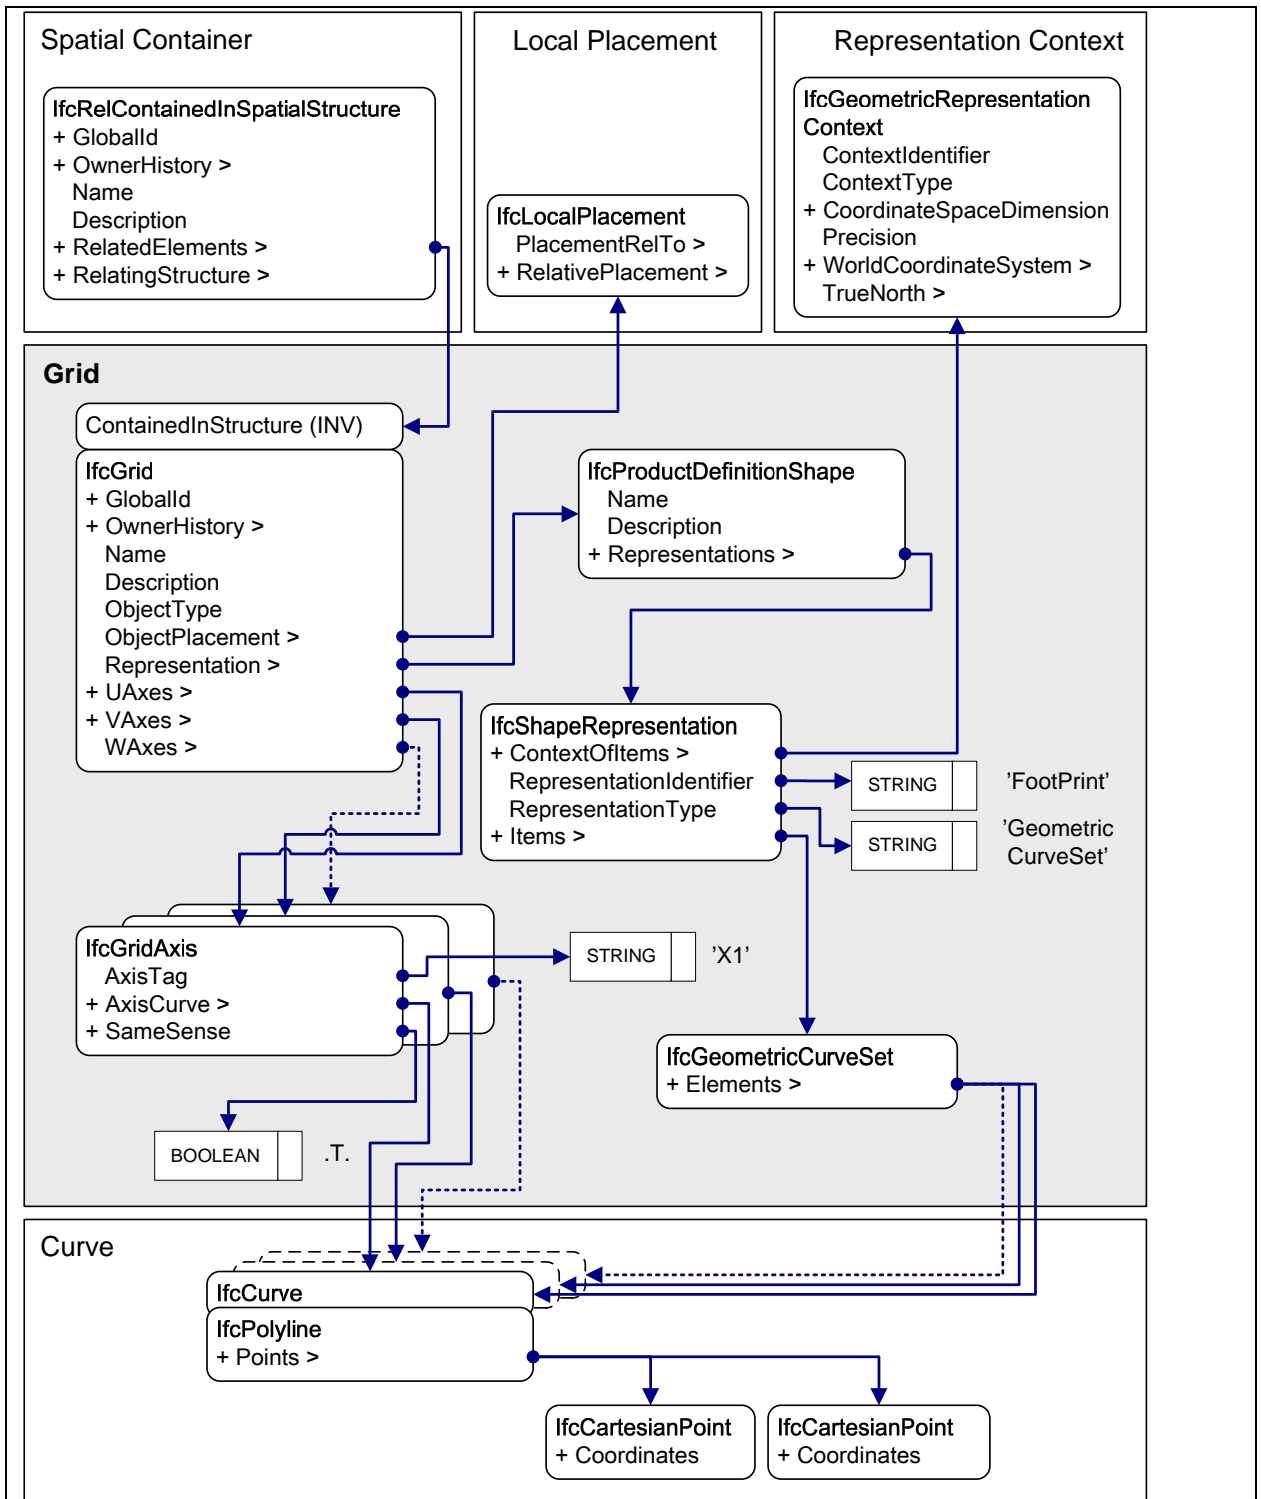 Spatial Container
IfcRelContainedInSpatialStructure
+ GlobalId
+ OwnerHistory >
Name
Description
+ RelatedElements >
+ RelatingStructure >
Local Placement
IfcLocalPlacement
PlacementRelTo >
+ RelativePlacement >
Representation Context
IfcGeometricRepresentation
Context
ContextIdentifier
ContextType
+ CoordinateSpaceDimension
Precision
+ WorldCoordinateSystem >
TrueNorth >
Grid
ContainedInStructure (INV)
IfcGrid
+ GlobalId
+ OwnerHistory >
Name
Description
ObjectType
ObjectPlacement >
Representation >
+ UAxes >
+ VAxes >
WAxes >
IfcProductDefinitionShape
Name
Description
+ Representations >
IfcShapeRepresentation
+ ContextOfItems >
RepresentationIdentifier
RepresentationType
+ Items >
STRING
’FootPrint’
STRING
’Geometric
CurveSet’
IfcGridAxis
AxisTag
+ AxisCurve >
+ SameSense
STRING
’X1’
IfcGeometricCurveSet
+ Elements >
BOOLEAN
.T.
Curve
IfcCurve
IfcPolyline
+ Points >
IfcCartesianPoint
+ Coordinates
IfcCartesianPoint
+ Coordinates